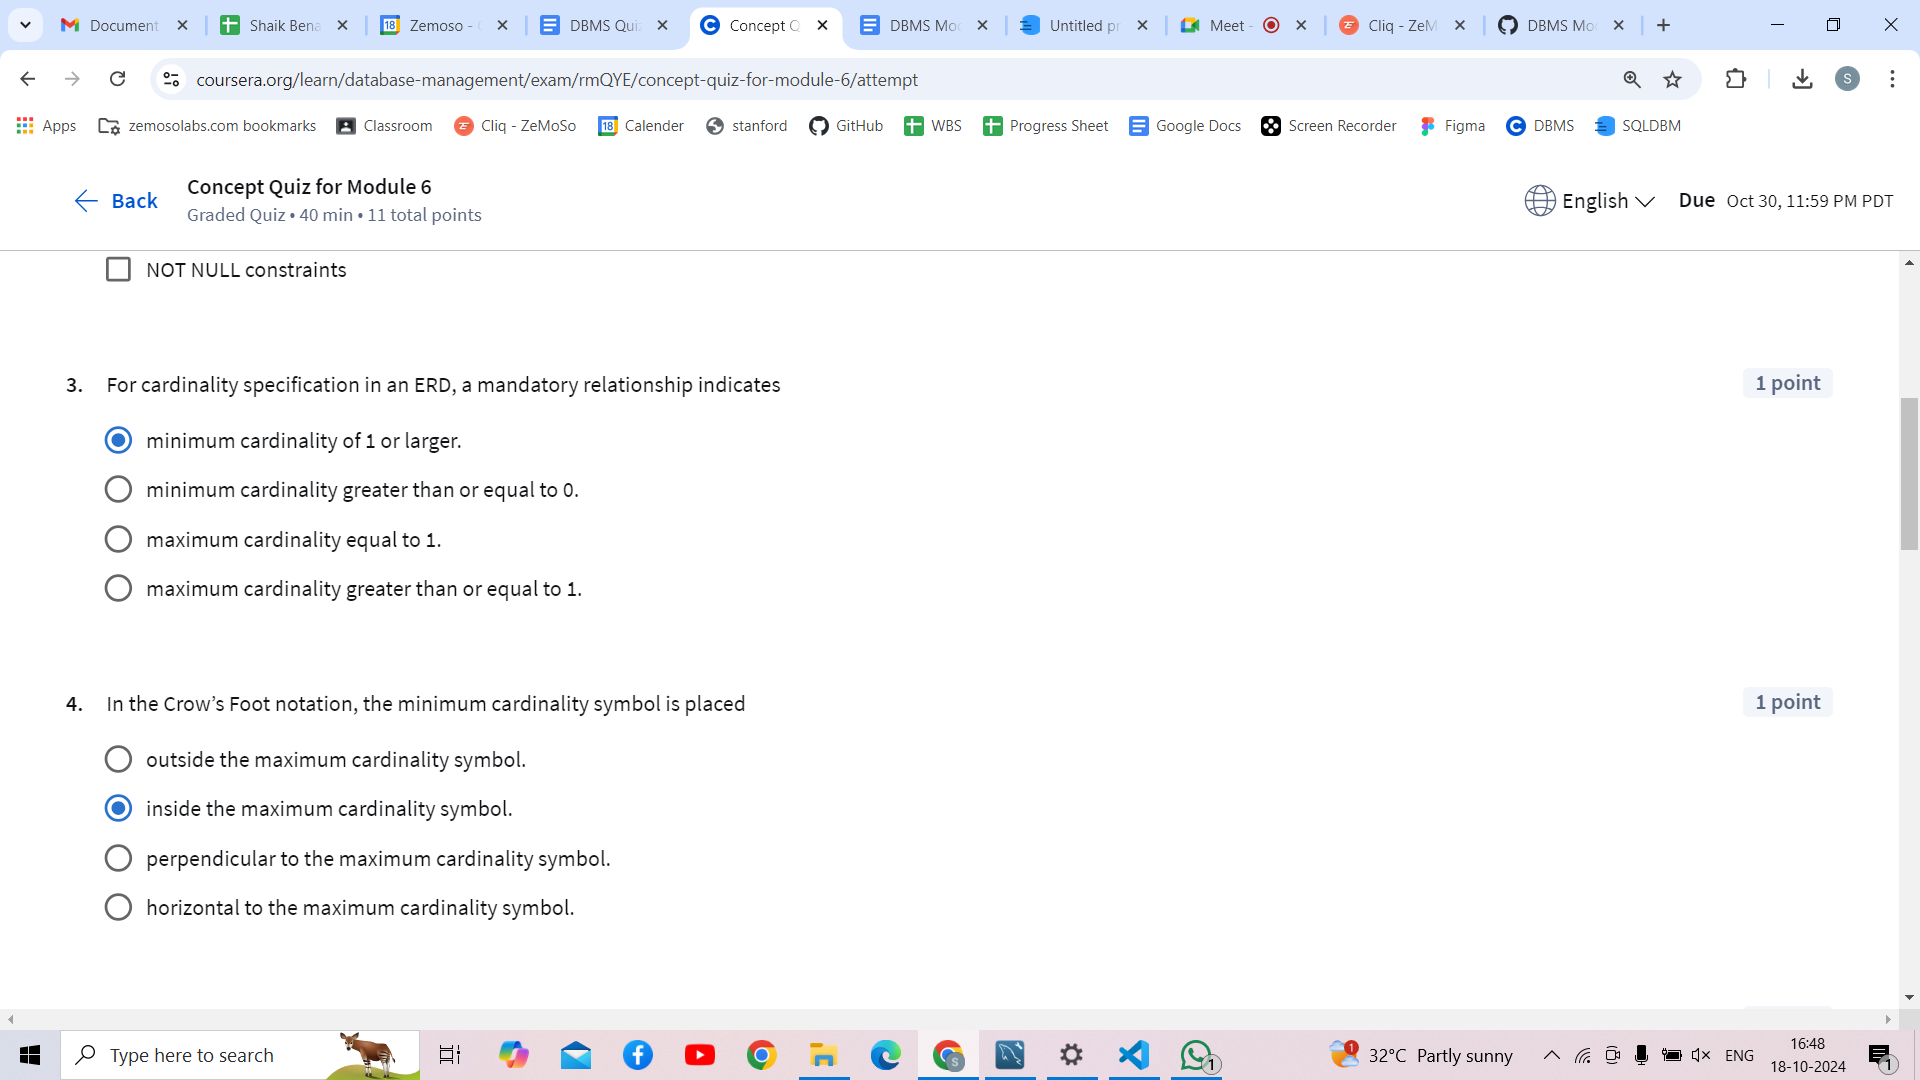 Document
Shaik Bena
Zemoso -
DBMS Quiz
Concept Q
DBMS Mod
Untitled pr
Meet -
Cliq - ZeM
DBMS Mo
coursera.org/learn/database-management/exam/rmQYE/concept-quiz-for-module-6/attempt
S
Apps
zemosolabs.com bookmarks
Classroom
Cliq - ZeMoSo
Calender
stanford
GitHub
WBS
Progress Sheet
Google Docs
Screen Recorder
Figma
DBMS
SQLDBM
Back
Concept Quiz for Module 6
Graded Quiz • 40 min • 11 total points
English
Due Oct 30, 11:59 PM PDT
NOT NULL constraints
3. For cardinality specification in an ERD, a mandatory relationship indicates
1 point
minimum cardinality of 1 or larger.
minimum cardinality greater than or equal to 0.
maximum cardinality equal to 1.
maximum cardinality greater than or equal to 1.
4. In the Crow’s Foot notation, the minimum cardinality symbol is placed
1 point
outside the maximum cardinality symbol.
inside the maximum cardinality symbol.
perpendicular to the maximum cardinality symbol.
horizontal to the maximum cardinality symbol.
Type here to search
1
32°C Partly sunny
ENG
16:48
18-10-2024
1